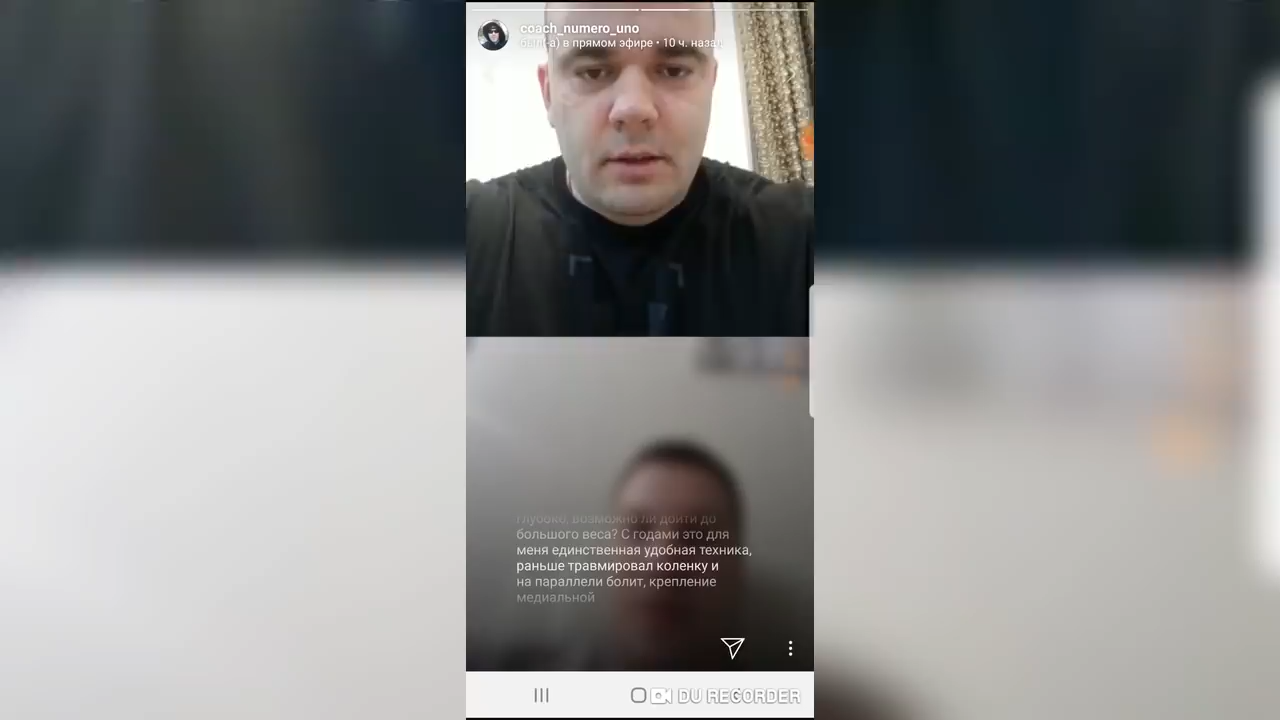 coach_numero_uno
был(-а) в прямом эфире • 10 ч. назад
глубоко, возможно ли дойти до
большого веса? С годами это для
меня единственная удобная техника,
раньше травмировал коленку и
на параллели болит, крепление
медиальной
DU RECORDER